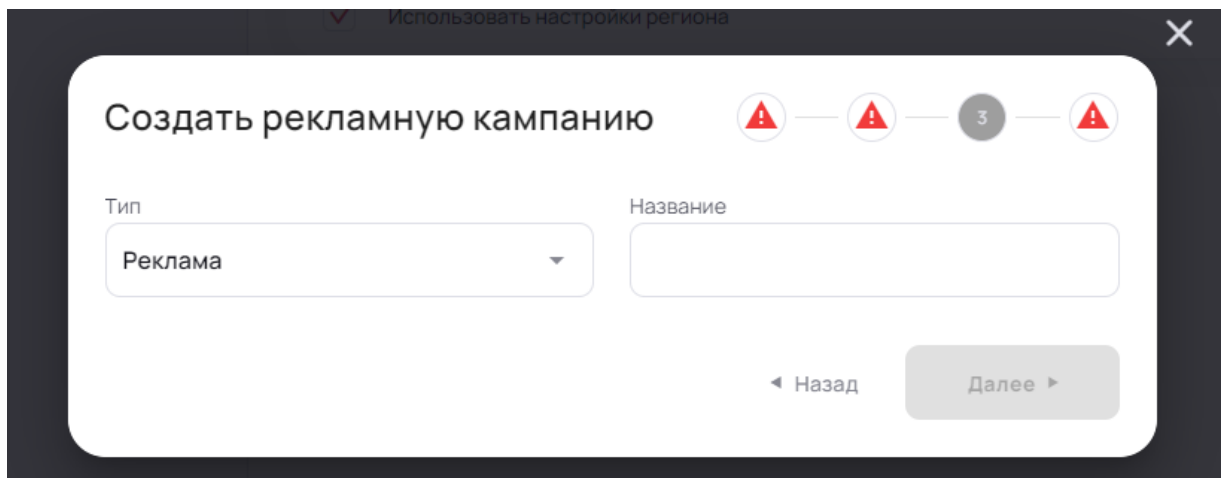 Использовать настройки региона
Создать рекламную кампанию
3
Тип
Название
Реклама
Назад
Далее